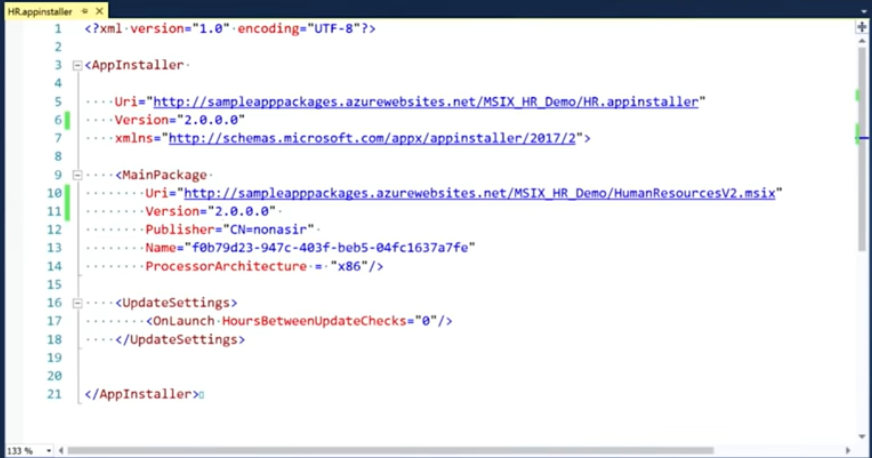 HR.appinstaller
1 <?xml version="1.0" encoding="UTF-8"?>
2
3 <AppInstaller
4
5 Uri="http://sampleapppackages.azurewebsites.net/MSIX_HR_Demo/HR.appinstaller"
6 Version="2.0.0.0"
7 xmlns="http://schemas.microsoft.com/appx/appinstaller/2017/2">
8
9 <MainPackage
10 Uri="http://sampleapppackages.azurewebsites.net/MSIX_HR_Demo/HumanResourcesV2.msix"
11 Version="2.0.0.0"
12 Publisher="CN=nonasir"
13 Name="f0b79d23-947c-403f-beb5-04fc1637a7fe"
14 ProcessorArchitecture = "x86"/>
15
16 <UpdateSettings>
17 <OnLaunch HoursBetweenUpdateChecks="0"/>
18 </UpdateSettings>
19
20
21 </AppInstaller>
133 %